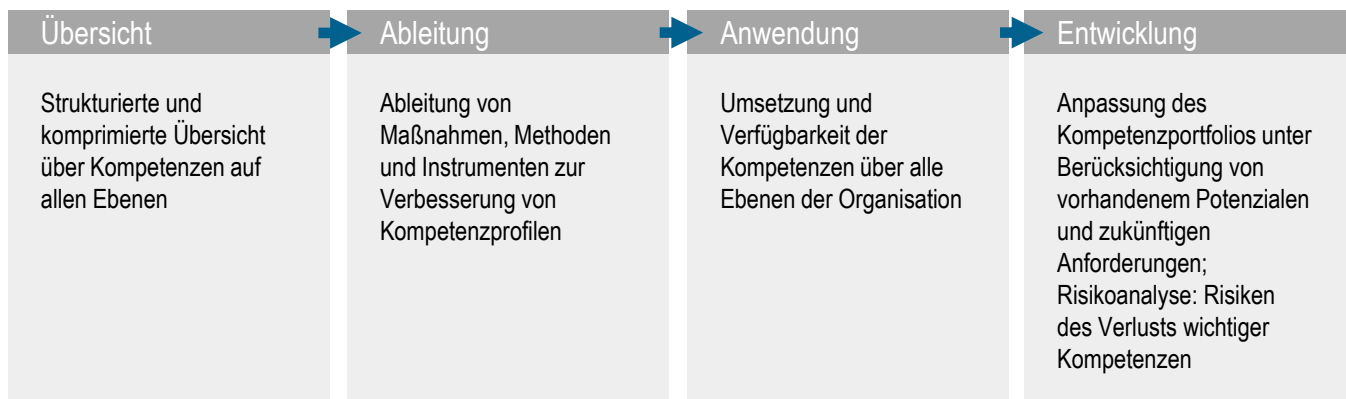 Übersicht
Strukturierte und
komprimierte Übersicht
über Kompetenzen auf
allen Ebenen
Ableitung
Ableitung von
Maßnahmen, Methoden
und Instrumenten zur
Verbesserung von
Kompetenzprofilen
Anwendung
Umsetzung und
Verfügbarkeit der
Kompetenzen über alle
Ebenen der Organisation
Entwicklung
Anpassung des
Kompetenzportfolios unter
Berücksichtigung von
vorhandenem Potenzialen
und zukünftigen
Anforderungen;
Risikoanalyse: Risiken
des Verlusts wichtiger
Kompetenzen